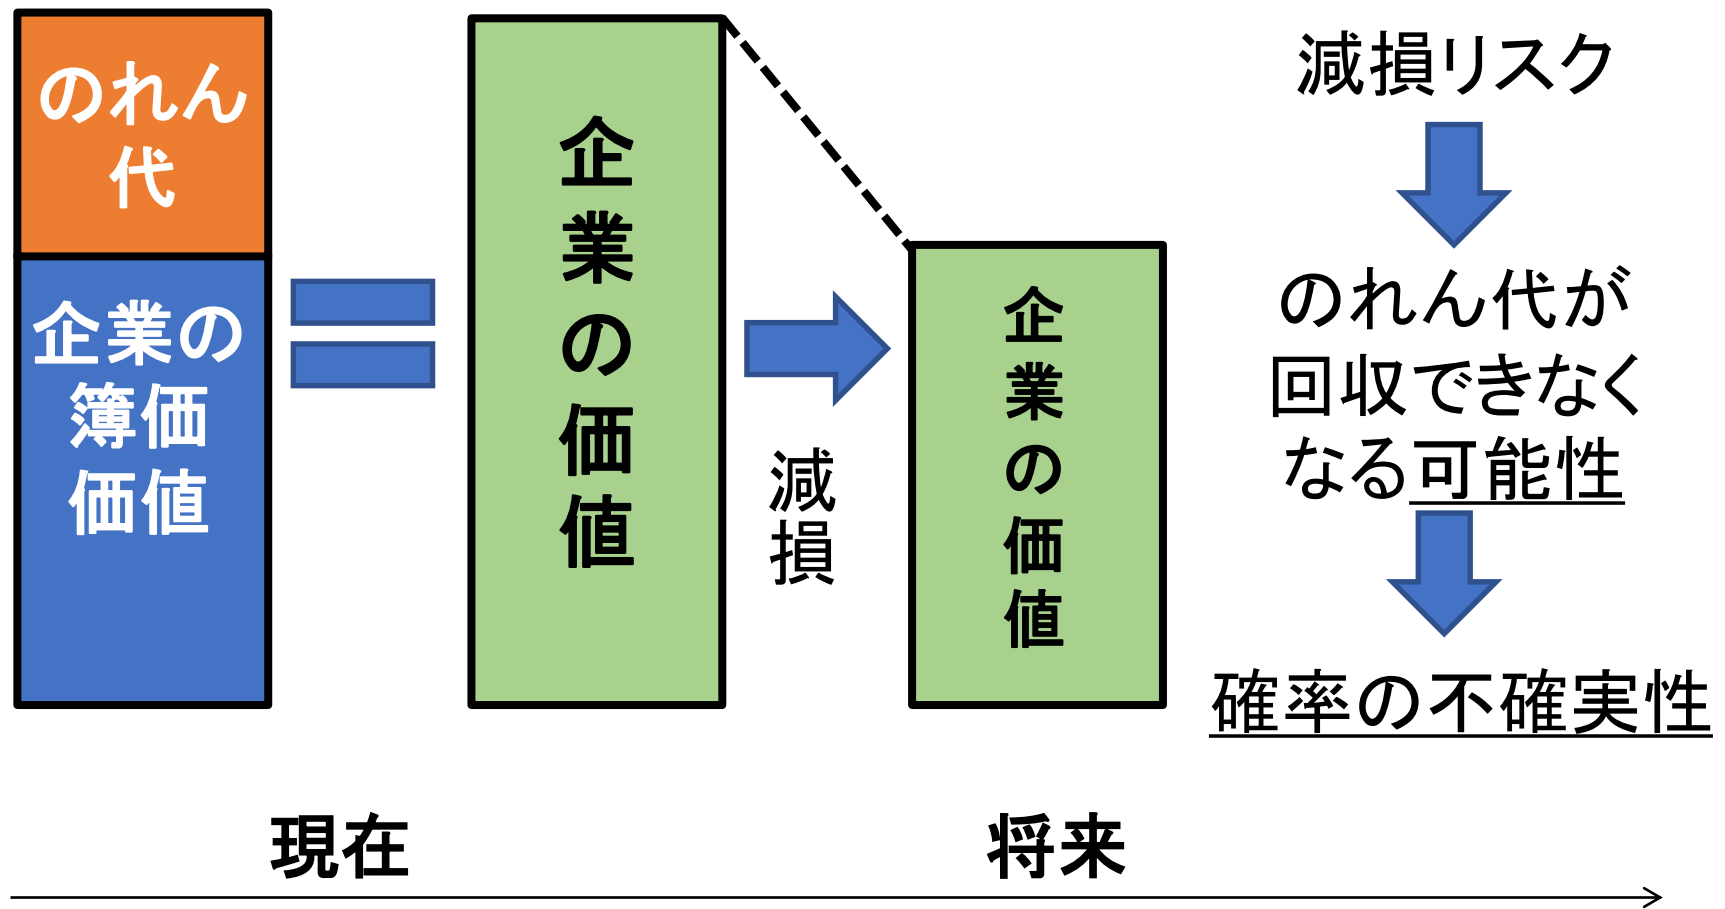 のれん
代
企業の
簿価
価値
企業の価値
減損
企業の価値
減損リスク
のれん代が
回収できなく
なる可能性
確率の不確実性
現在
将来